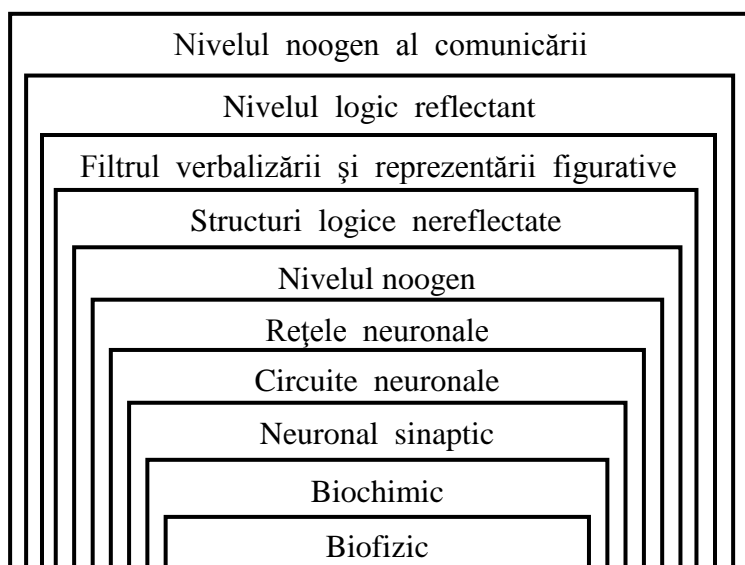 Nivelul noogen al comunicării
Nivelul logic reflectant
Filtrul verbalizării şi reprezentării figurative
Structuri logice nereflectate
Nivelul noogen
Reţele neuronale
Circuite neuronale
Neuronal sinaptic
Biochimic
Biofizic